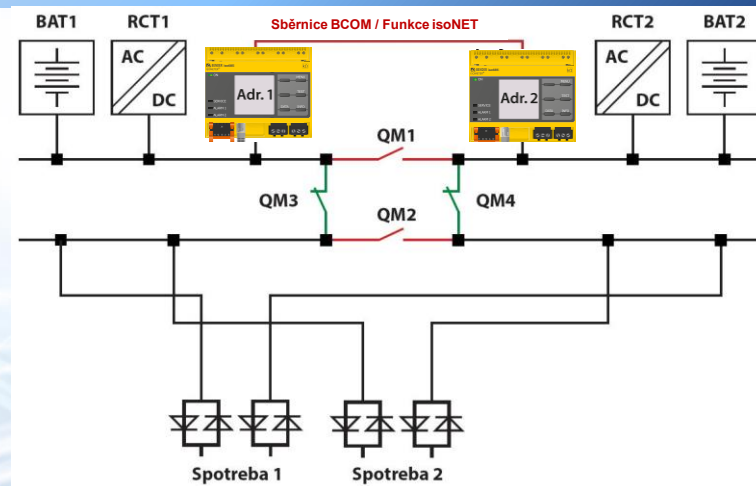 BAT1
RCT1
Sběrnice BCOM / Funkce isoNET
RCT2
BAT2
AC
DC
AC
DC
Adr. 1
Adr. 2
QM1
QM3
QM4
QM2
Spotreba 1
Spotreba 2